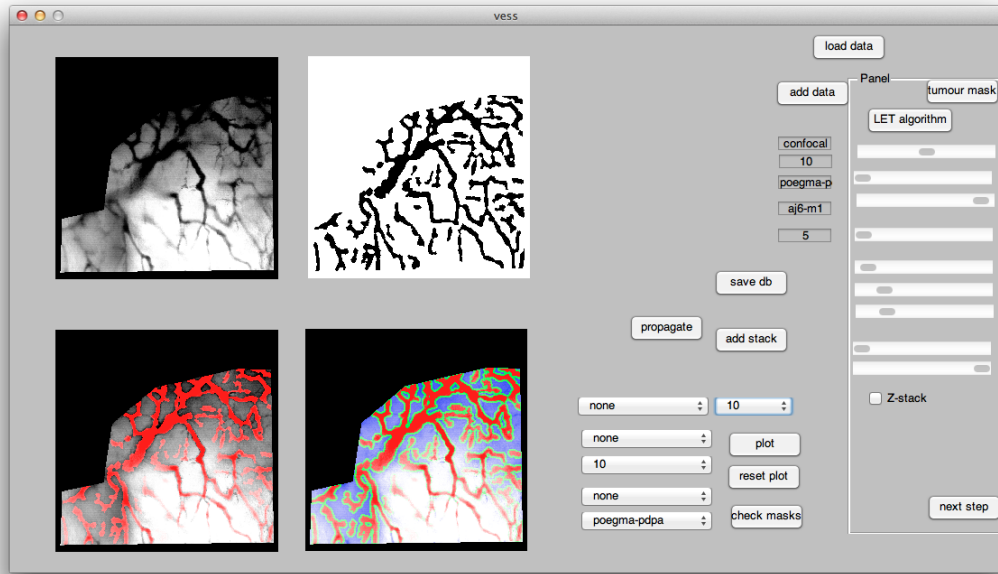 vess
load data
Panel
add data
tumour mask
LET algorithm
confocal
10
poegma-p
aj6-m1
5
save db
propagate
add stack
none
10
Z-stack
none
plot
10
reset plot
none
next step
poegma-pdpa
check masks